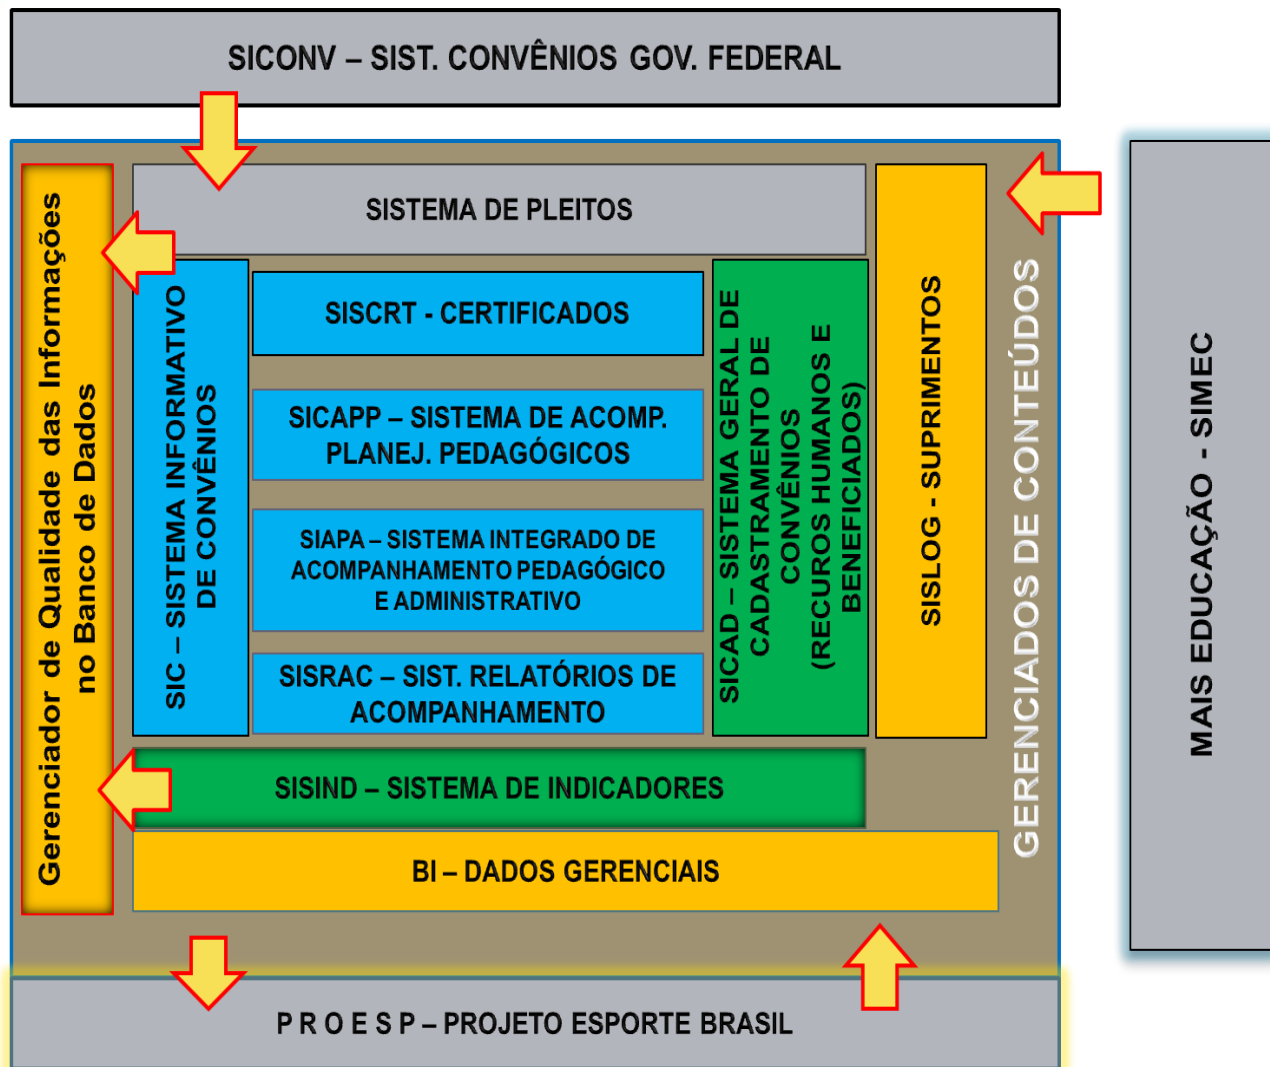 SICONV – SIST. CONVÊNIOS GOV. FEDERAL
SISTEMA DE PLEITOS
Gerenciador de Qualidade das Informações
no Banco de Dados
SIC – SISTEMA INFORMATIVO
DE CONVÊNIOS
SISCRT - CERTIFICADOS
SICAPP – SISTEMA DE ACOMP.
PLANEJ. PEDAGÓGICOS
SIAPA – SISTEMA INTEGRADO DE
ACOMPANHAMENTO PEDAGÓGICO
E ADMINISTRATIVO
SISRAC – SIST. RELATÓRIOS DE
ACOMPANHAMENTO
SICAD – SISTEMA GERAL DE
CADASTRAMENTO DE
CONVÊNIOS
(RECUROS HUMANOS E
BENEFICIADOS)
SISLOG - SUPRIMENTOS
GERENCIADOS DE CONTEÚDOS
MAIS EDUCAÇÃO - SIMEC
SISIND – SISTEMA DE INDICADORES
BI – DADOS GERENCIAIS
P R O E S P – PROJETO ESPORTE BRASIL